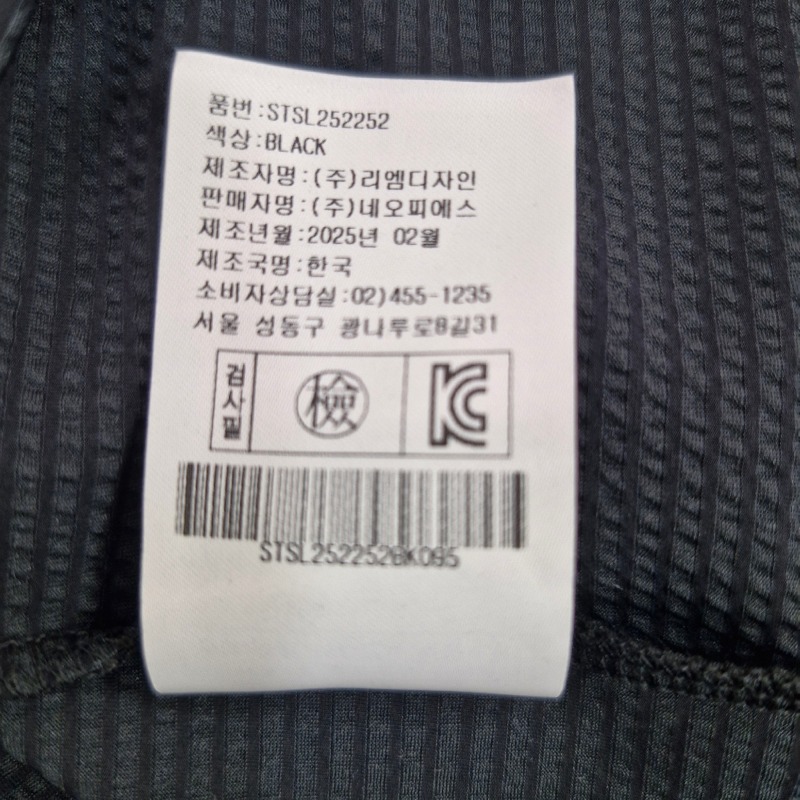 품번:STSL252252
색상:BLACK
제조자명:(주)리엠디자인
판매자명:(주)네오피에스
제조년월:2025년 02월
제조국명:한국
소비자상담실:02)455-1235
서울 성동구 광나루로8길31
검사필
檢
KC
STSL252252BK095